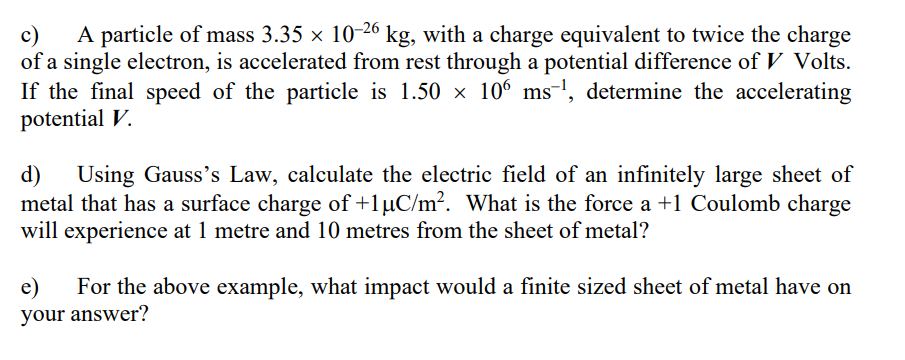 c) A particle of mass 3.35 × 10⁻²⁶ kg, with a charge equivalent to twice the charge
of a single electron, is accelerated from rest through a potential difference of V Volts.
If the final speed of the particle is 1.50 × 10⁶ ms⁻¹, determine the accelerating
potential V.
d) Using Gauss's Law, calculate the electric field of an infinitely large sheet of
metal that has a surface charge of +1μC/m². What is the force a +1 Coulomb charge
will experience at 1 metre and 10 metres from the sheet of metal?
e) For the above example, what impact would a finite sized sheet of metal have on
your answer?